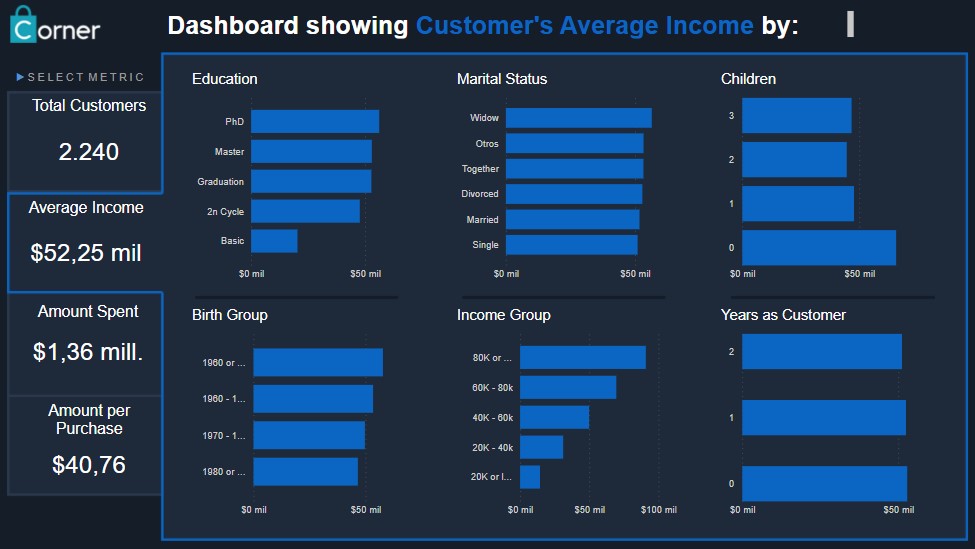 Corner
Dashboard showing Customer's Average Income by:
SELECT METRIC
Total Customers
2.240
Average Income
$52,25 mil
Amount Spent
$1,36 mill.
Amount per
Purchase
$40,76
Education
PhD
Master
Graduation
2n Cycle
Basic
$0 mil $50 mil
Marital Status
Widow
Otros
Together
Divorced
Married
Single
$0 mil $50 mil
Children
3
2
1
0
$0 mil $50 mil
Birth Group
1960 or ...
1960 - 1...
1970 - 1...
1980 or ...
$0 mil $50 mil
Income Group
80K or ...
60K - 80k
40K - 60k
20K - 40k
20K or l...
$0 mil $50 mil $100 mil
Years as Customer
2
1
0
$0 mil $50 mil